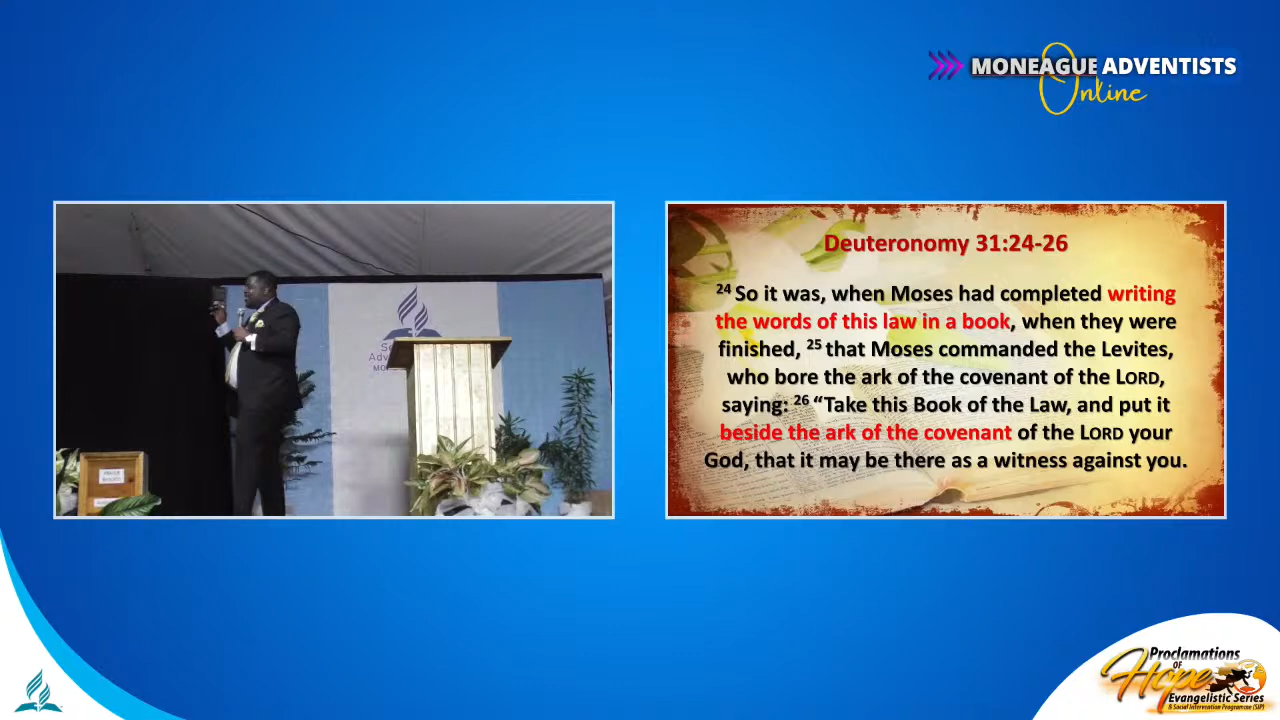 MONEAGUE ADVENTISTS
Online
Deuteronomy 31:24-26
24 So it was, when Moses had completed writing
the words of this law in a book, when they were
finished, 25 that Moses commanded the Levites,
who bore the ark of the covenant of the LORD,
saying: 26 “Take this Book of the Law, and put it
beside the ark of the covenant of the LORD your
God, that it may be there as a witness against you.
Proclamations
OF
Hope
Evangelistic Series
& Social Intervention Programme (SIP)